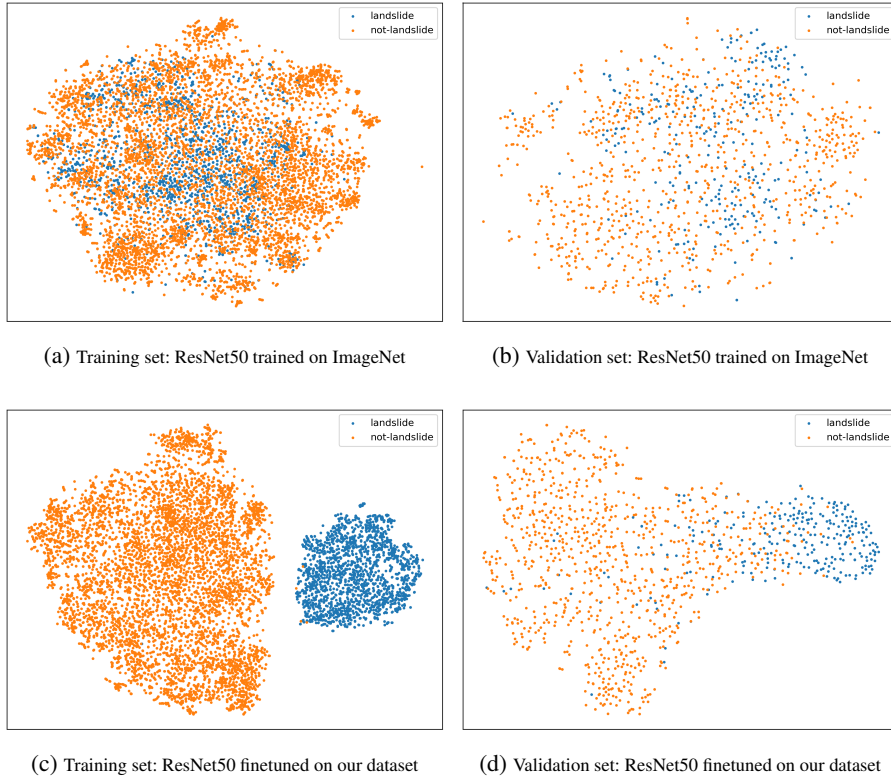 landslide
not-landslide
landslide
not-landslide
(a) Training set: ResNet50 trained on ImageNet
(b) Validation set: ResNet50 trained on ImageNet
landslide
not-landslide
landslide
not-landslide
(c) Training set: ResNet50 finetuned on our dataset
(d) Validation set: ResNet50 finetuned on our dataset